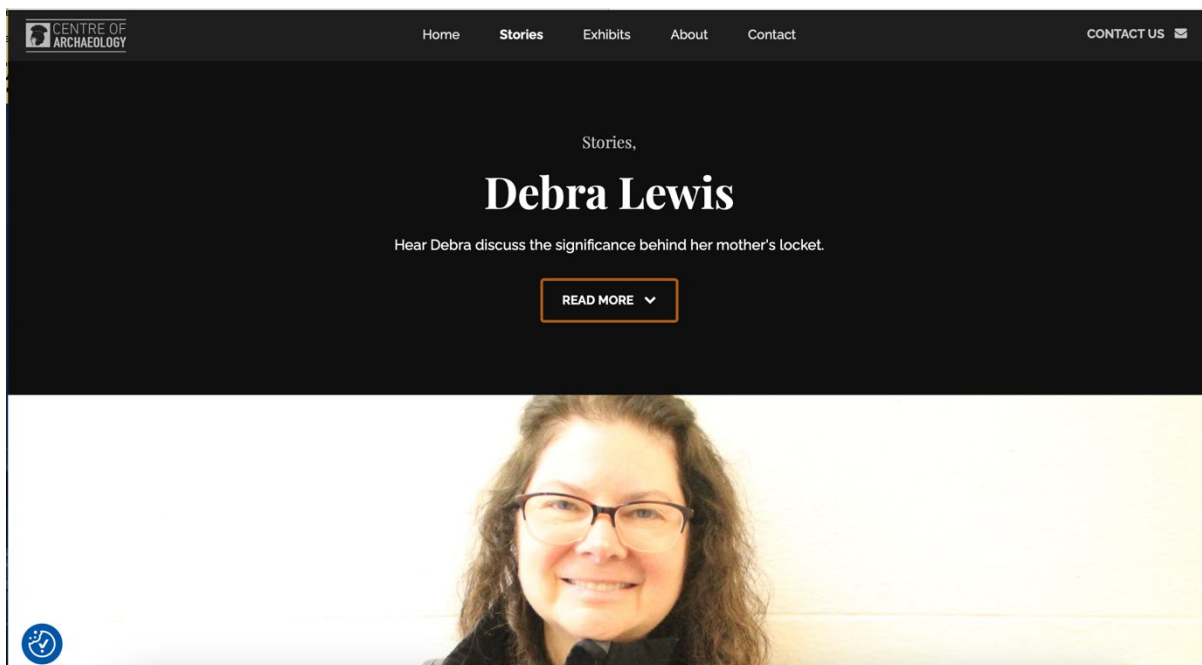 CENTRE OF
ARCHAEOLOGY
Home Stories Exhibits About Contact
CONTACT US
Stories,
Debra Lewis
Hear Debra discuss the significance behind her mother's locket.
READ MORE